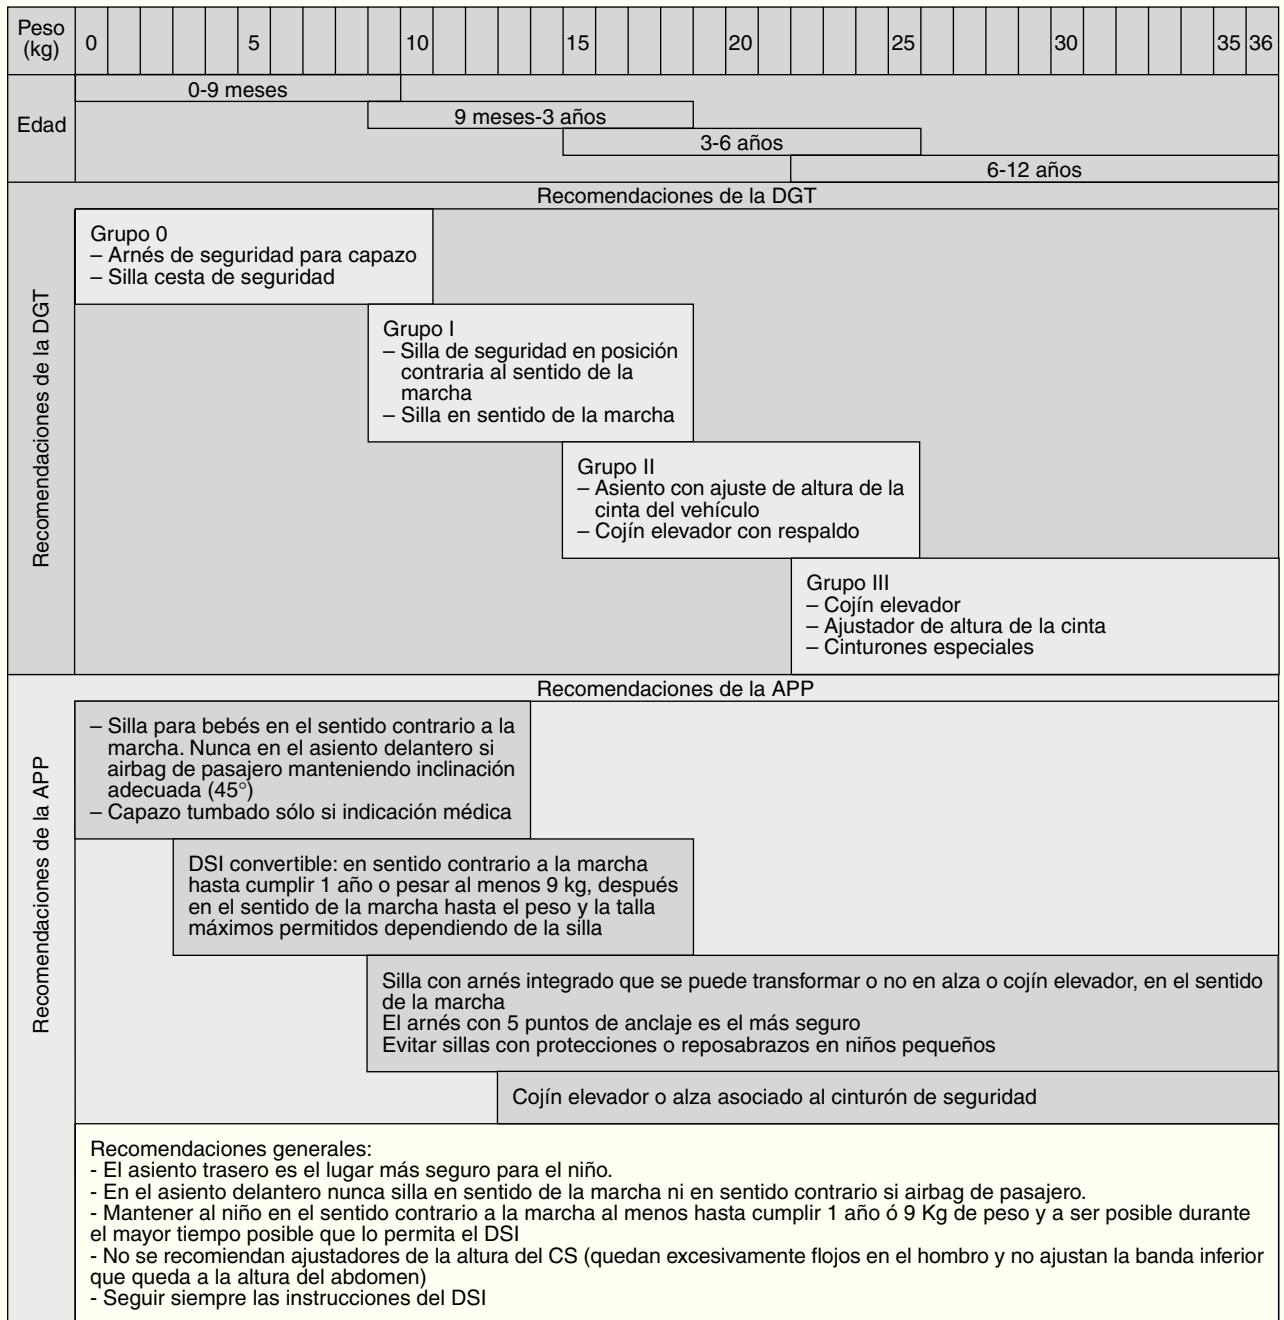 Peso
(kg)
0 5 10 15 20 25 30 35 36
Edad
0-9 meses
9 meses-3 años
3-6 años
6-12 años
Recomendaciones de la DGT
Recomendaciones de la DGT
Grupo 0
– Arnés de seguridad para capazo
– Silla cesta de seguridad
Grupo I
– Silla de seguridad en posición
contraria al sentido de la
marcha
– Silla en sentido de la marcha
Grupo II
– Asiento con ajuste de altura de la
cinta del vehículo
– Cojín elevador con respaldo
Grupo III
– Cojín elevador
– Ajustador de altura de la cinta
– Cinturones especiales
Recomendaciones de la APP
Recomendaciones de la APP
– Silla para bebés en el sentido contrario a la
marcha. Nunca en el asiento delantero si
airbag de pasajero manteniendo inclinación
adecuada (45°)
– Capazo tumbado sólo si indicación médica
DSI convertible: en sentido contrario a la marcha
hasta cumplir 1 año o pesar al menos 9 kg, después
en el sentido de la marcha hasta el peso y la talla
máximos permitidos dependiendo de la silla
Silla con arnés integrado que se puede transformar o no en alza o cojín elevador, en el sentido
de la marcha
El arnés con 5 puntos de anclaje es el más seguro
Evitar sillas con protecciones o reposabrazos en niños pequeños
Cojín elevador o alza asociado al cinturón de seguridad
Recomendaciones generales:
- El asiento trasero es el lugar más seguro para el niño.
- En el asiento delantero nunca silla en sentido de la marcha ni en sentido contrario si airbag de pasajero.
- Mantener al niño en el sentido contrario a la marcha al menos hasta cumplir 1 año ó 9 Kg de peso y a ser posible durante
el mayor tiempo posible que lo permita el DSI
- No se recomiendan ajustadores de la altura del CS (quedan excesivamente flojos en el hombro y no ajustan la banda inferior
que queda a la altura del abdomen)
- Seguir siempre las instrucciones del DSI